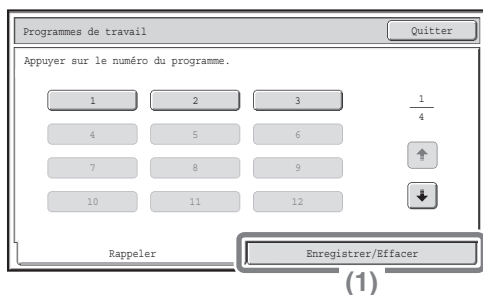 Programmes de travail Quitter
Appuyer sur le numéro du programme.
1 2 3 1
4 5 6 4
7 8 9
10 11 12
Rappeler Enregistrer/Effacer
(1)